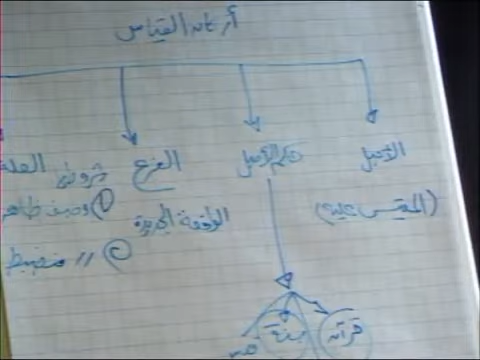 أركان القياس
الأصل
حكم الأصل
الفرع
شروط العلة
(المقيس عليه)
الواقعة الجديدة
① وصف ظاهر
② // منضبط
قرآن
سنة